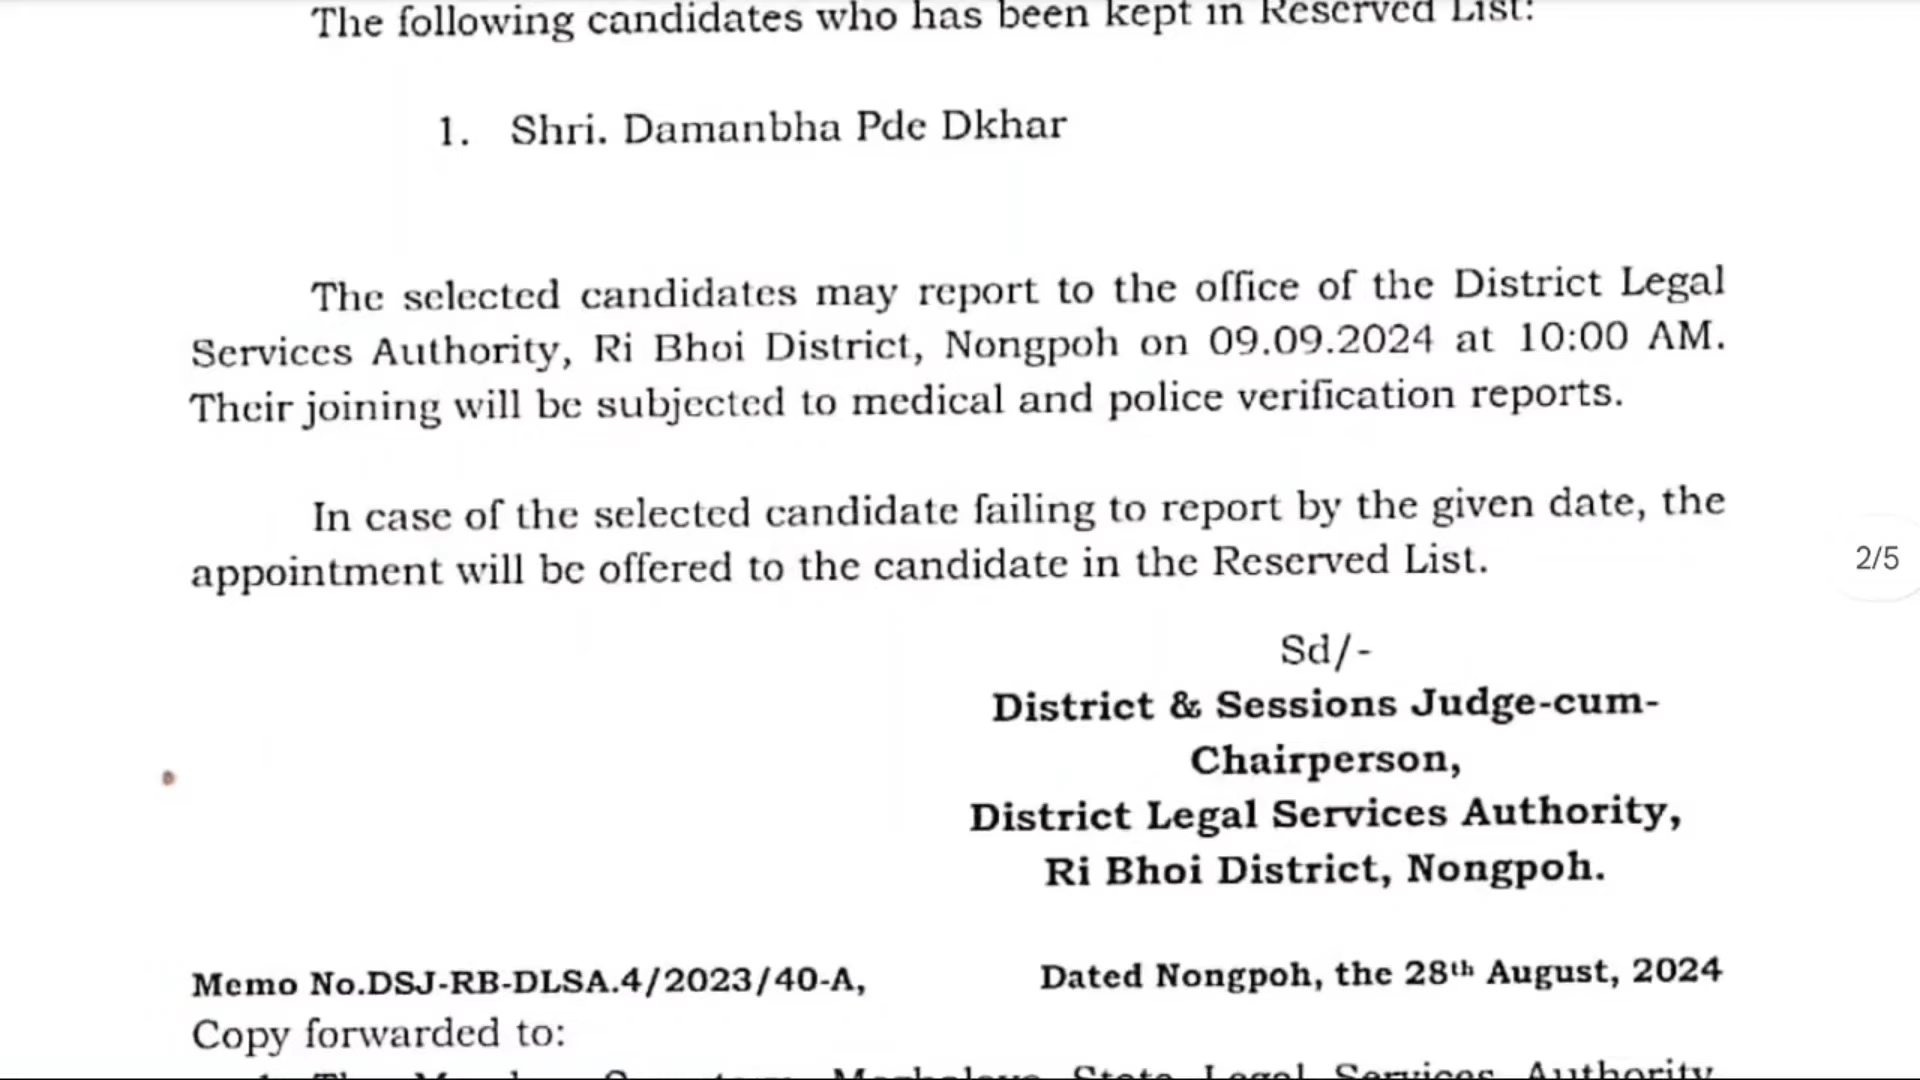 The following candidates who has been kept in Reserved List:
1. Shri. Damanbha Pde Dkhar
The selected candidates may report to the office of the District Legal
Services Authority, Ri Bhoi District, Nongpoh on 09.09.2024 at 10:00 AM.
Their joining will be subjected to medical and police verification reports.
In case of the selected candidate failing to report by the given date, the
appointment will be offered to the candidate in the Reserved List.
2/5
Sd/-
District & Sessions Judge-cum-
Chairperson,
District Legal Services Authority,
Ri Bhoi District, Nongpoh.
Memo No.DSJ-RB-DLSA.4/2023/40-A, Dated Nongpoh, the 28th August, 2024
Copy forwarded to:
State Legal Services Authority